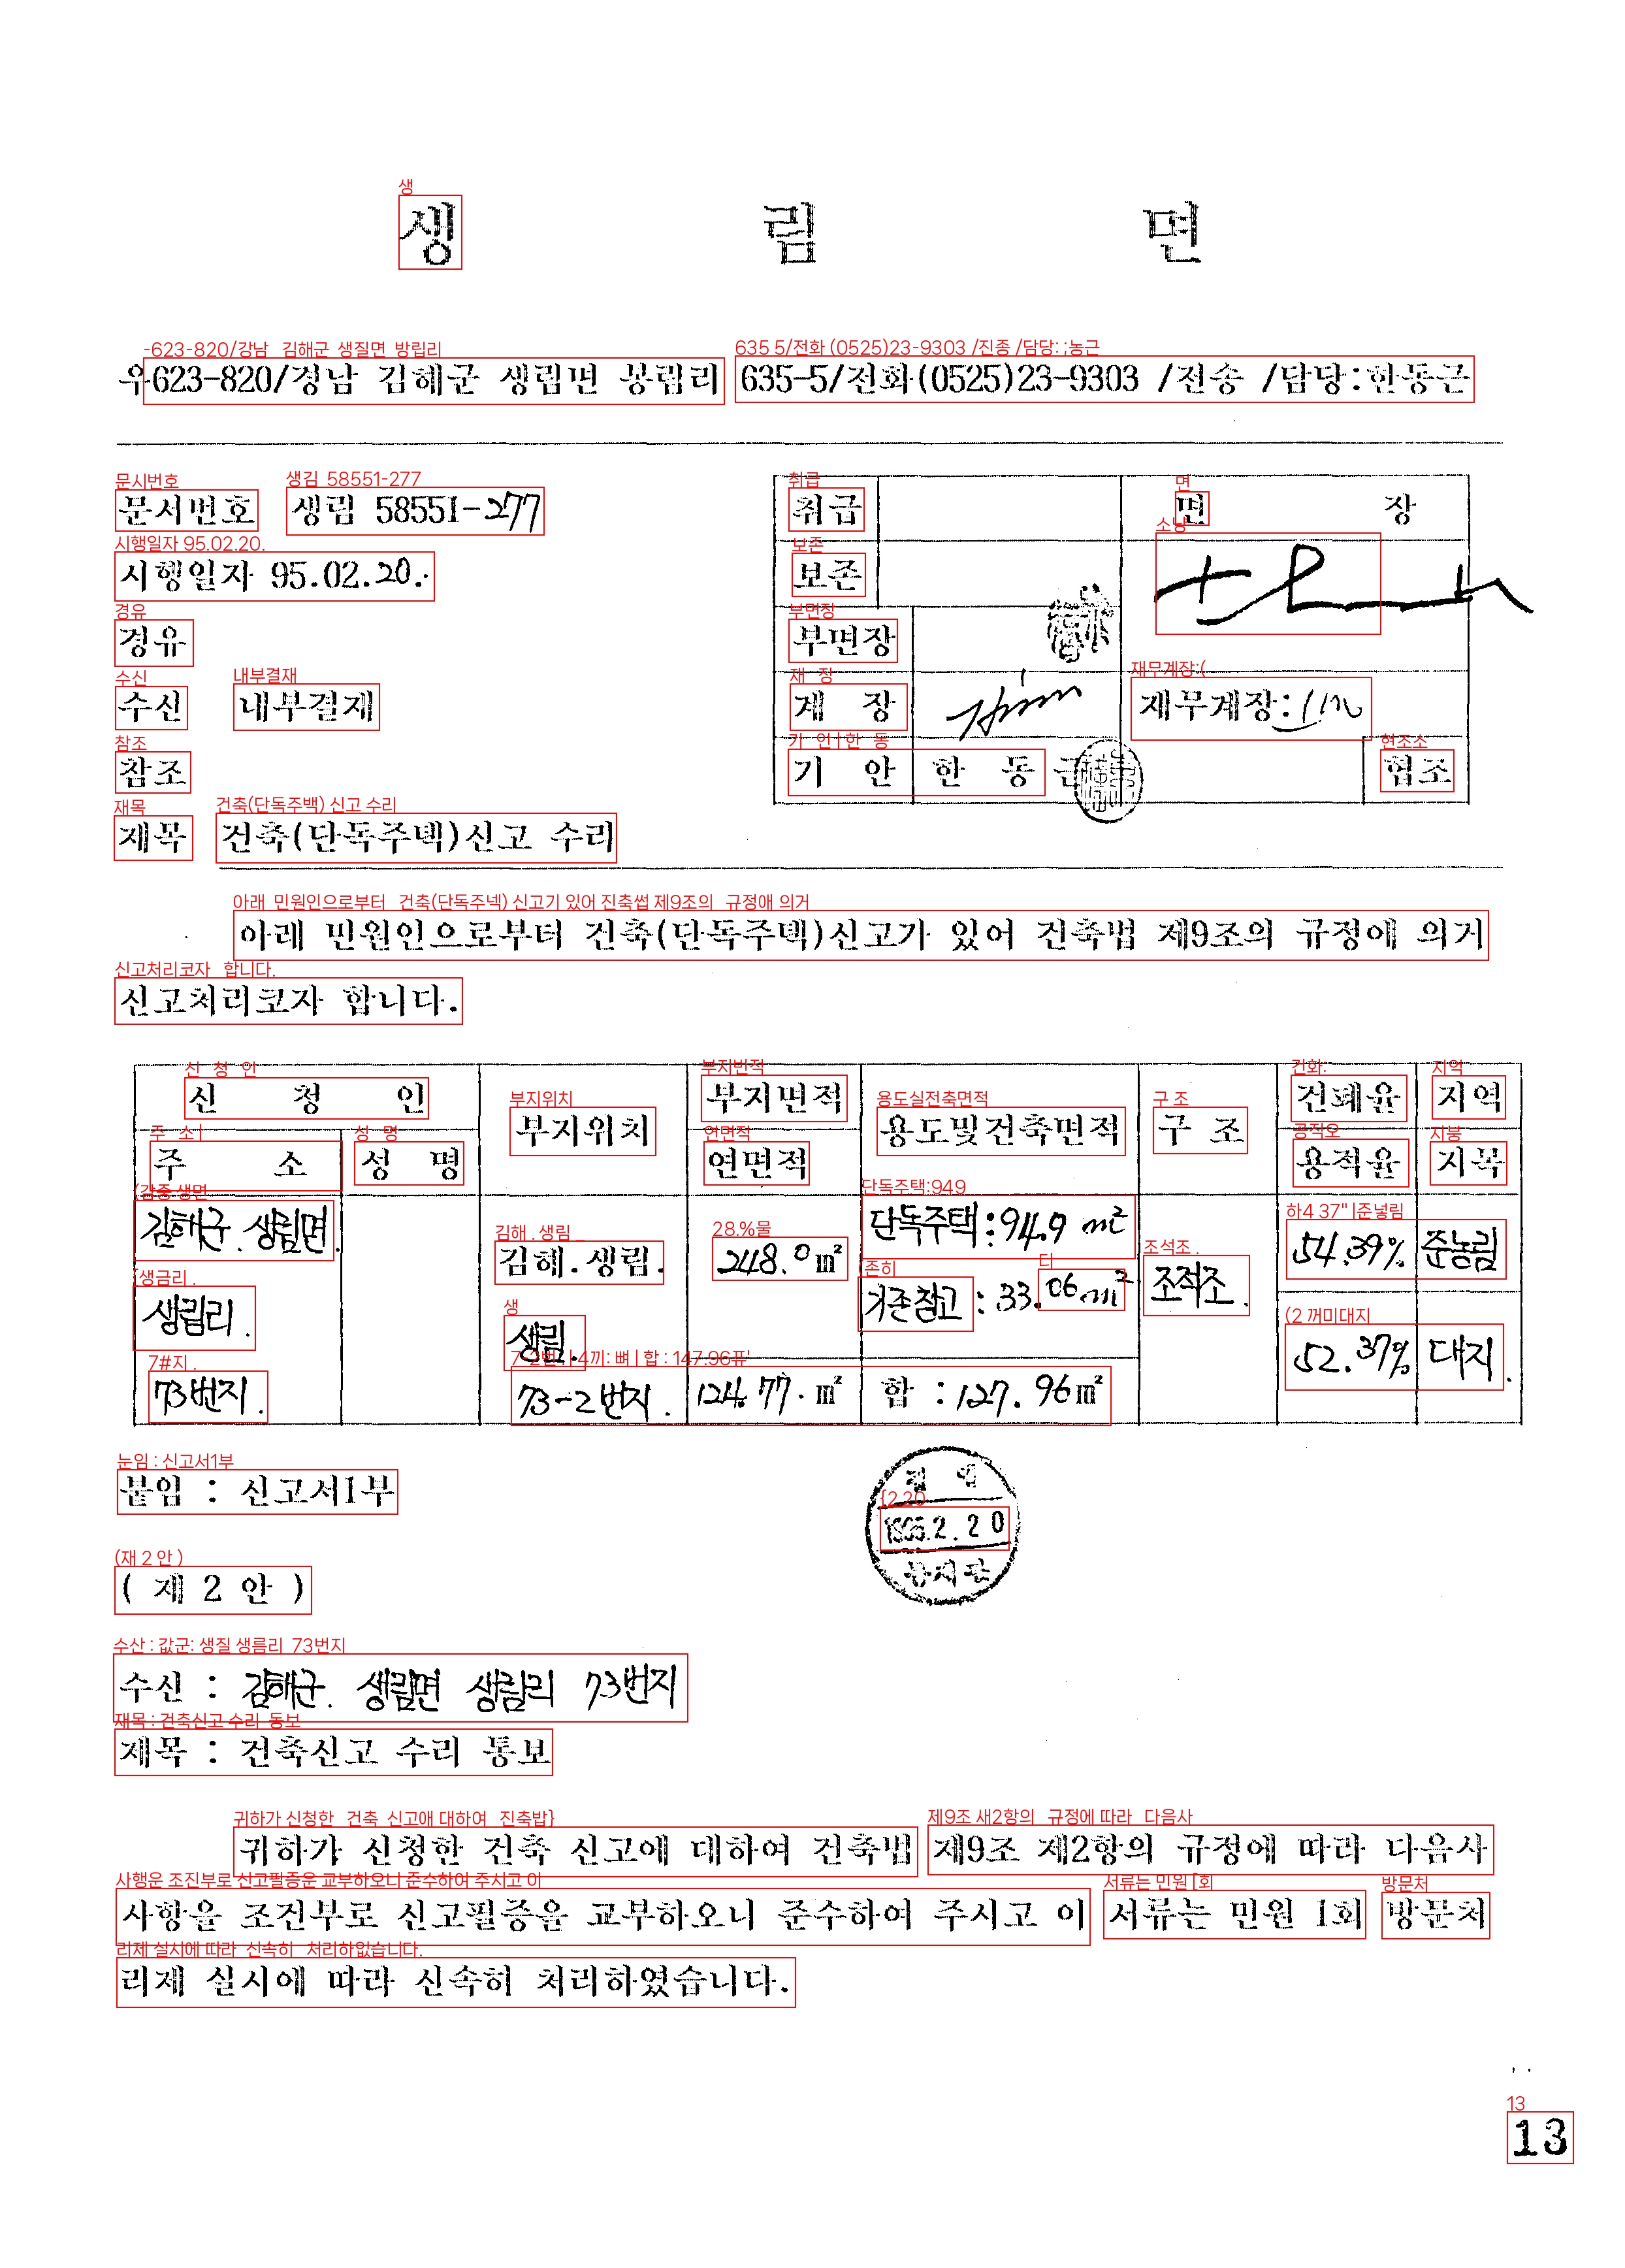 생 림 면
우623-820/경남 김해군 생림면 봉림리 635-5/전화(0525)23-9303 /전송 /담당:한동근
문서번호 생림 58551-277
시행일자 95.02.20.
경유
수신 내부결재
참조
제목 건축(단독주택)신고 수리
취급 면 장
보존
부면장
계 장 재무계장:
기 안 한 동 근 협조
아래 민원인으로부터 건축(단독주택)신고가 있어 건축법 제9조의 규정에 의거
신고처리코자 합니다.
신 청 인 부지위치 부지면적 용도및건축면적 구 조 건폐율 지역
주 소 성 명 연면적 용적율 지목
김해군. 생림면. 김해.생림. 248.0㎡ 단독주택:94.9㎡ 조적조. 54.39% 준농림
생림리. 생림. 기존창고:33.06㎡
73번지. 73-2번지. 124.77.㎡ 합 :127.96㎡ 52.37% 대지.
붙임 : 신고서1부
1995.2.20
( 제 2 안 )
수신 : 김해군. 생림면 생림리 73번지
제목 : 건축신고 수리 통보
귀하가 신청한 건축 신고에 대하여 건축법 제9조 제2항의 규정에 따라 다음사
사항을 조건부로 신고필증을 교부하오니 준수하여 주시고 이 서류는 민원 1회 방문처
리제 실시에 따라 신속히 처리하였습니다.
13